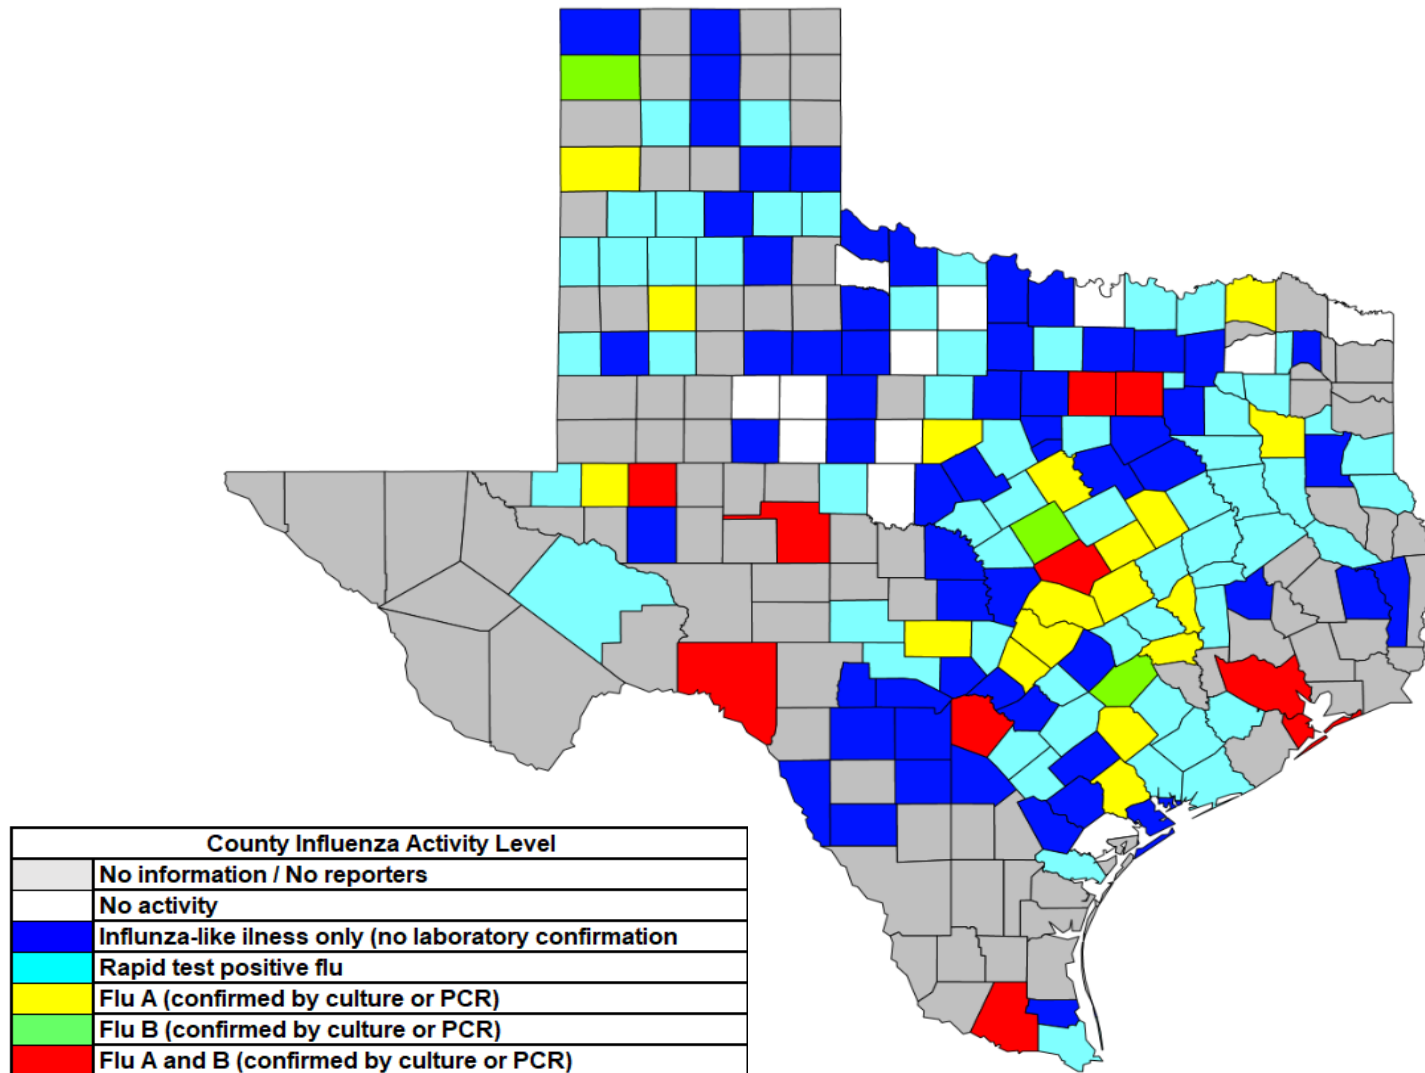 County Influenza Activity Level
No information / No reporters
No activity
Influnza-like ilness only (no laboratory confirmation
Rapid test positive flu
Flu A (confirmed by culture or PCR)
Flu B (confirmed by culture or PCR)
Flu A and B (confirmed by culture or PCR)